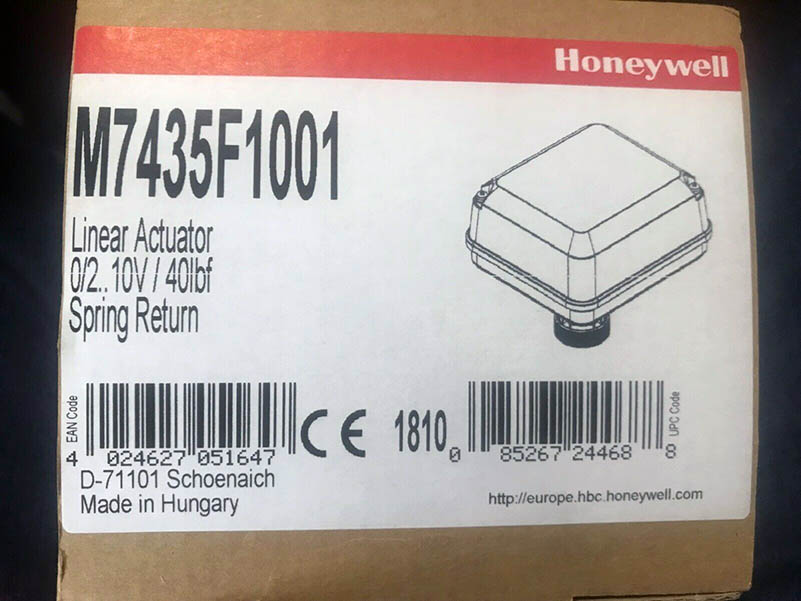 Honeywell
M7435F1001
Linear Actuator
0/2..10V / 40lbf
Spring Return
EAN Code
4 024627 051647
CE
1810
0 85267 24468 8
UPC Code
D-71101 Schoenaich
Made in Hungary
http://europe.hbc.honeywell.com